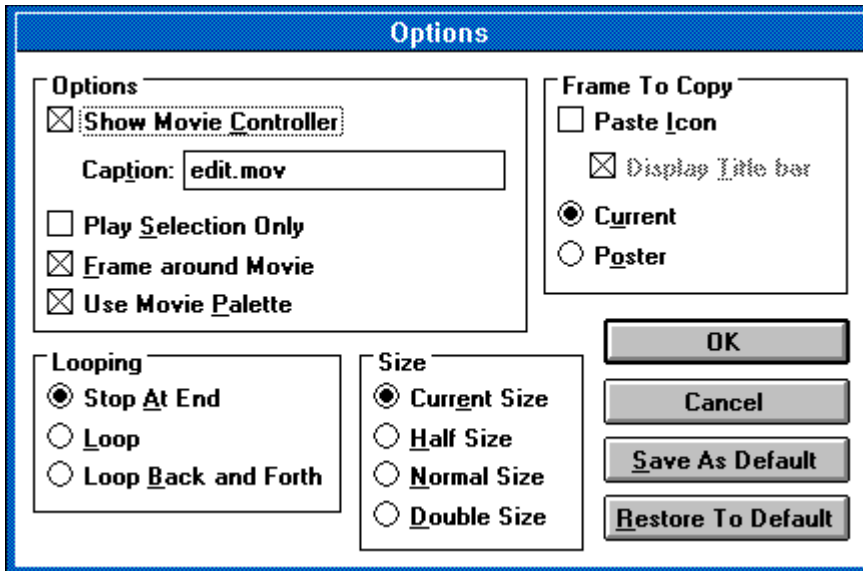 Options
Options
Show Movie Controller
Caption: edit.mov
Play Selection Only
Frame around Movie
Use Movie Palette
Frame To Copy
Paste Icon
Display Title bar
Current
Poster
Looping
Stop At End
Loop
Loop Back and Forth
Size
Current Size
Half Size
Normal Size
Double Size
OK
Cancel
Save As Default
Restore To Default